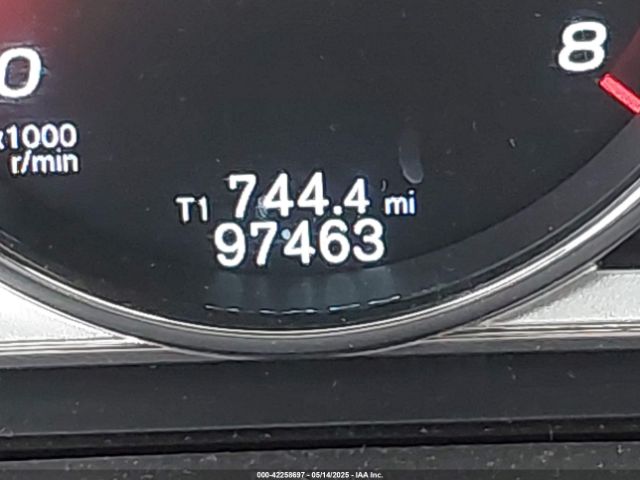 8
0
x1000
r/min
T1 744.4 mi
97463
000-42258697 - 05/14/2025 - IAA Inc.